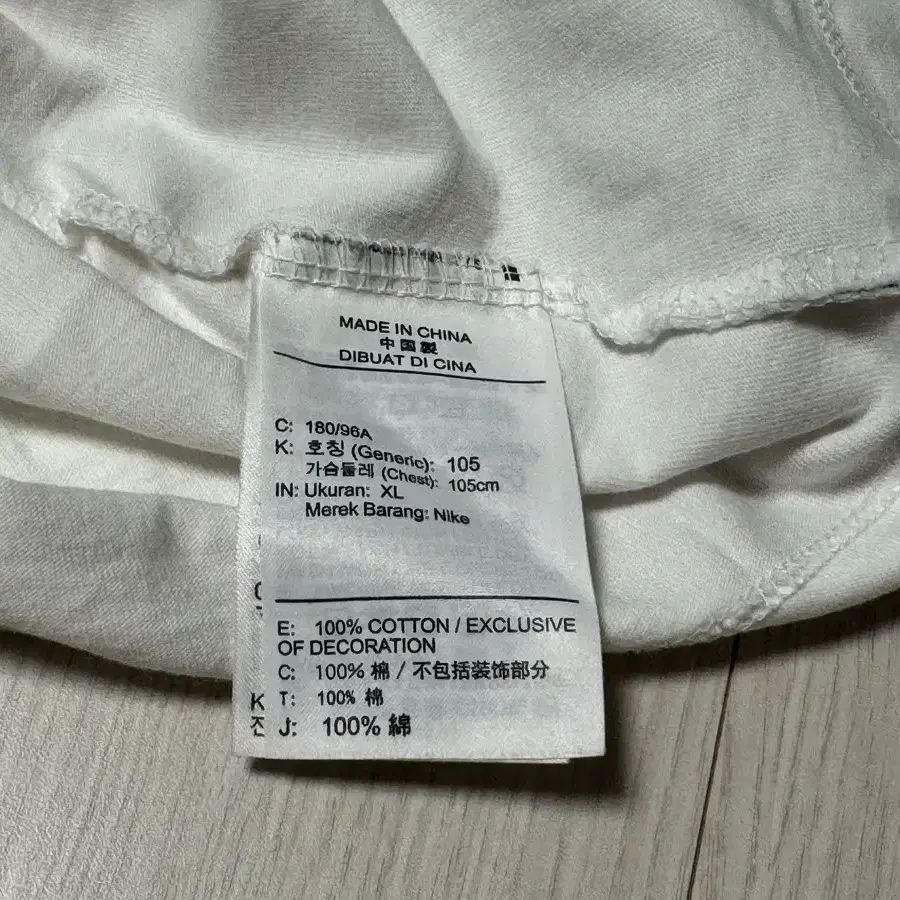 MADE IN CHINA
中国製
DIBUAT DI CINA
C: 180/96A
K: 호칭 (Generic): 105
가슴둘레 (Chest): 105cm
IN: Ukuran: XL
Merek Barang: Nike
E: 100% COTTON / EXCLUSIVE
OF DECORATION
C: 100% 棉 / 不包括装饰部分
T: 100% 棉
J: 100% 綿
K